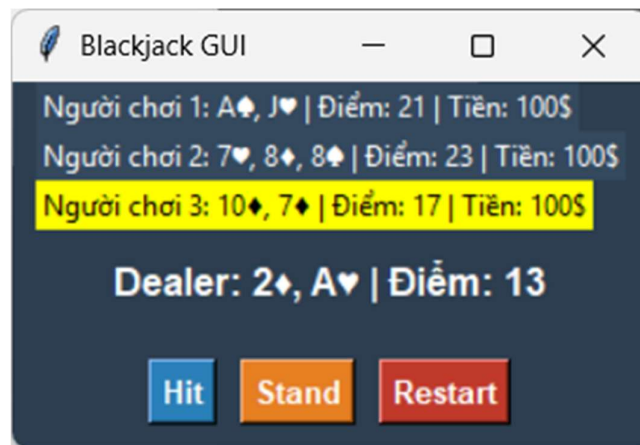 Blackjack GUI
Người chơi 1: A♠, J♥ | Điểm: 21 | Tiền: 100$
Người chơi 2: 7♥, 8♦, 8♠ | Điểm: 23 | Tiền: 100$
Người chơi 3: 10♦, 7♦ | Điểm: 17 | Tiền: 100$
Dealer: 2♦, A♥ | Điểm: 13
Hit Stand Restart